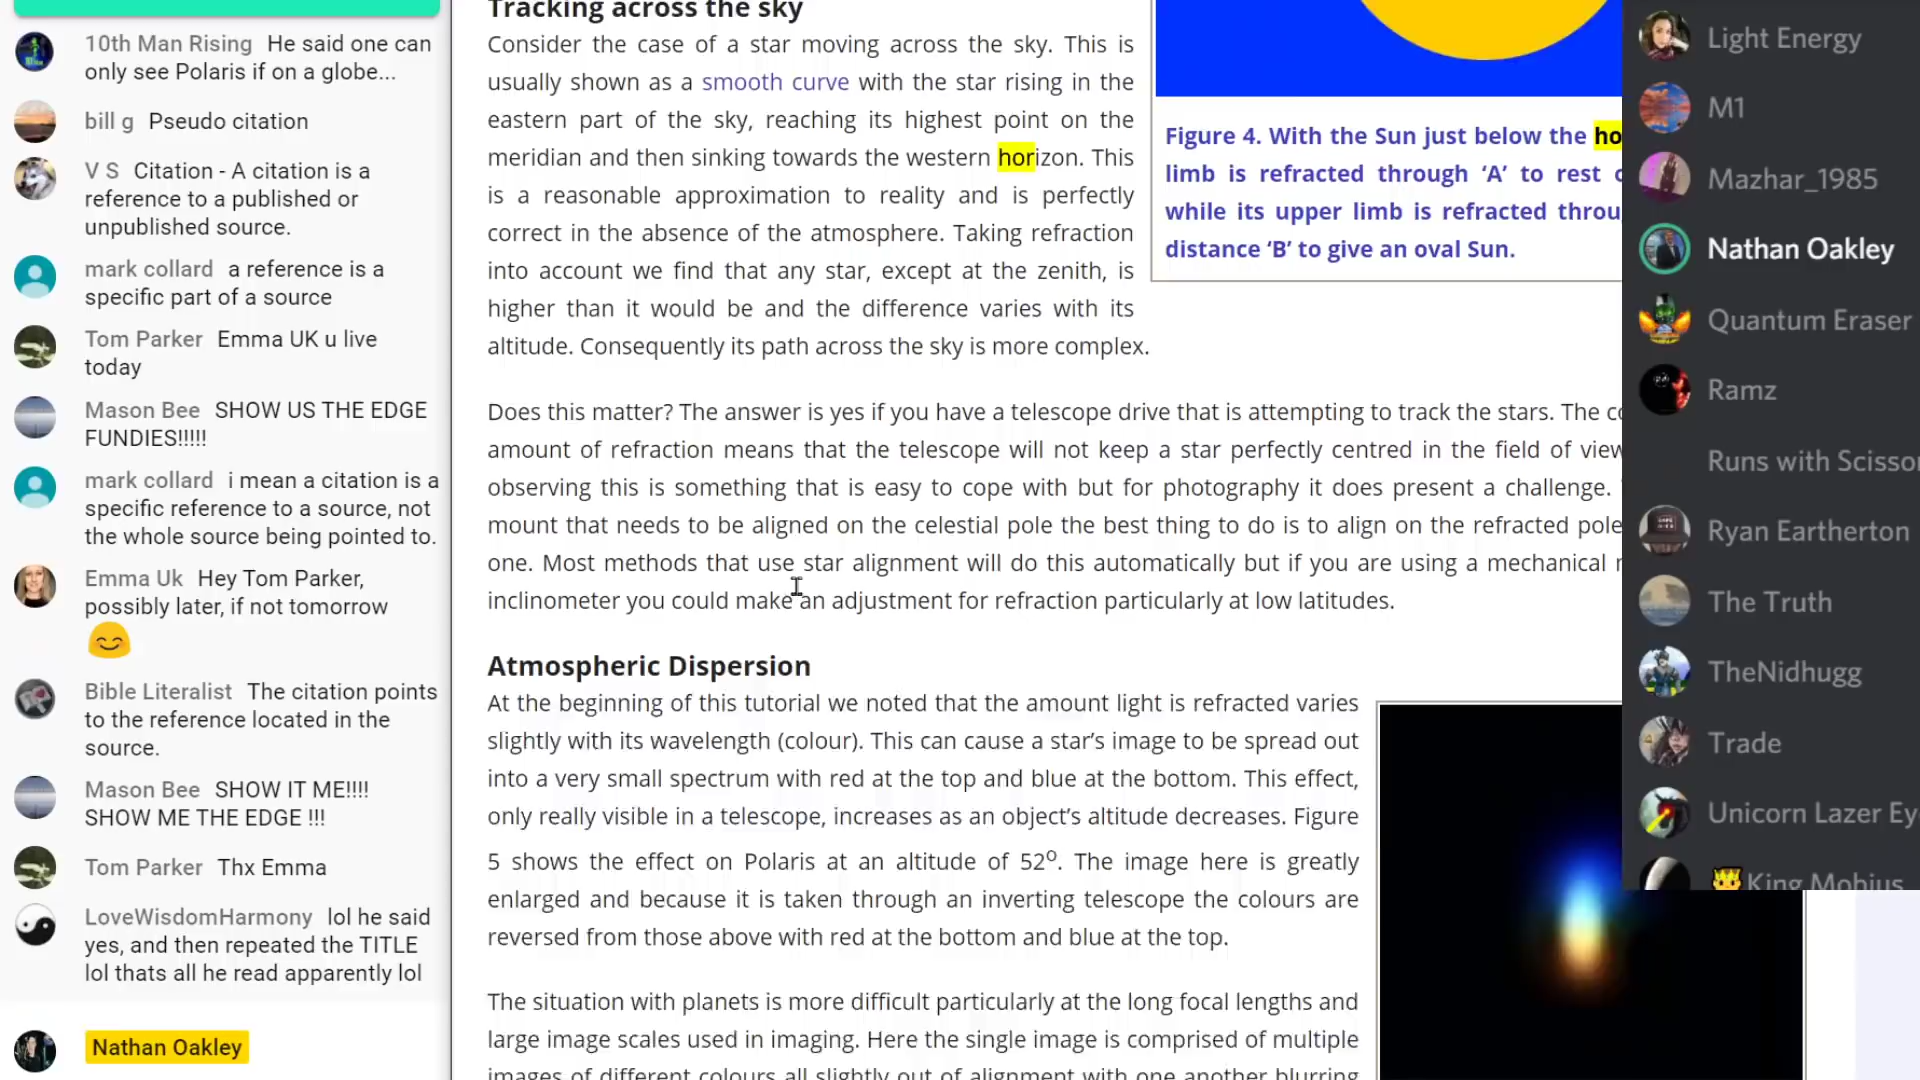 10th Man Rising He said one can
only see Polaris if on a globe...
bill g Pseudo citation
V S Citation - A citation is a
reference to a published or
unpublished source.
mark collard a reference is a
specific part of a source
Tom Parker Emma UK u live
today
Mason Bee SHOW US THE EDGE
FUNDIES!!!!!
mark collard i mean a citation is a
specific reference to a source, not
the whole source being pointed to.
Emma Uk Hey Tom Parker,
possibly later, if not tomorrow
😊
Bible Literalist The citation points
to the reference located in the
source.
Mason Bee SHOW IT ME!!!!
SHOW ME THE EDGE !!!
Tom Parker Thx Emma
LoveWisdomHarmony lol he said
yes, and then repeated the TITLE
lol thats all he read apparently lol
Nathan Oakley
Tracking across the sky
Consider the case of a star moving across the sky. This is
usually shown as a smooth curve with the star rising in the
eastern part of the sky, reaching its highest point on the
meridian and then sinking towards the western horizon. This
is a reasonable approximation to reality and is perfectly
correct in the absence of the atmosphere. Taking refraction
into account we find that any star, except at the zenith, is
higher than it would be and the difference varies with its
altitude. Consequently its path across the sky is more complex.
Figure 4. With the Sun just below the ho
limb is refracted through ‘A’ to rest
while its upper limb is refracted throu
distance ‘B’ to give an oval Sun.
Does this matter? The answer is yes if you have a telescope drive that is attempting to track the stars. The
amount of refraction means that the telescope will not keep a star perfectly centred in the field of view
observing this is something that is easy to cope with but for photography it does present a challenge.
mount that needs to be aligned on the celestial pole the best thing to do is to align on the refracted pole
one. Most methods that use star alignment will do this automatically but if you are using a mechanical
inclinometer you could make an adjustment for refraction particularly at low latitudes.
Atmospheric Dispersion
At the beginning of this tutorial we noted that the amount light is refracted varies
slightly with its wavelength (colour). This can cause a star’s image to be spread out
into a very small spectrum with red at the top and blue at the bottom. This effect,
only really visible in a telescope, increases as an object’s altitude decreases. Figure
5 shows the effect on Polaris at an altitude of 52°. The image here is greatly
enlarged and because it is taken through an inverting telescope the colours are
reversed from those above with red at the bottom and blue at the top.
The situation with planets is more difficult particularly at the long focal lengths and
large image scales used in imaging. Here the single image is comprised of multiple
images of different colours all slightly out of alignment with one another blurring
Light Energy
M1
Mazhar_1985
Nathan Oakley
Quantum Eraser
Ramz
Runs with Scissor
Ryan Eartherton
The Truth
TheNidhugg
Trade
Unicorn Lazer Ey
👑King Mobius